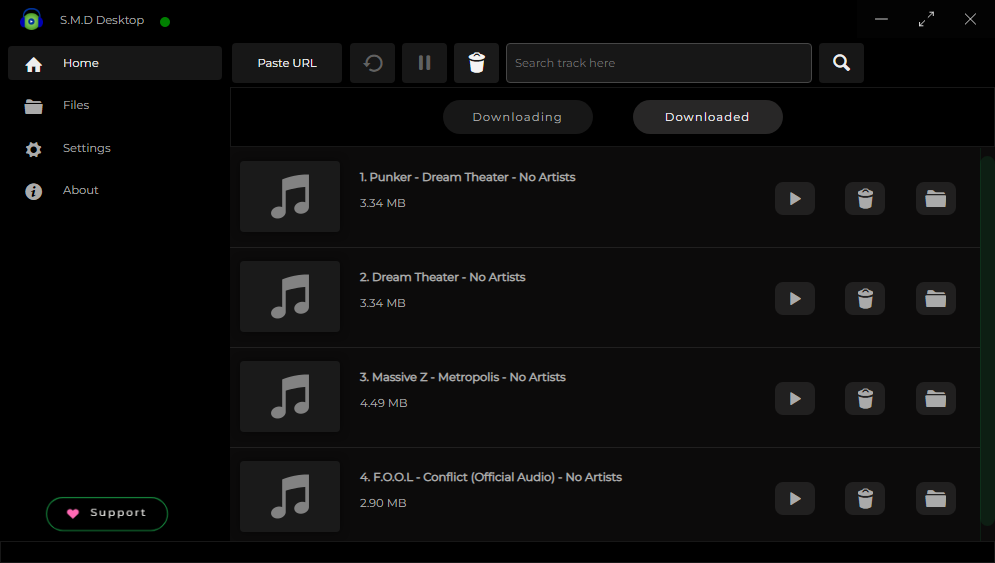 S.M.D Desktop
Home
Files
Settings
About
Support
Paste URL
Search track here
Downloading
Downloaded
1. Punker - Dream Theater - No Artists
3.34 MB
2. Dream Theater - No Artists
3.34 MB
3. Massive Z - Metropolis - No Artists
4.49 MB
4. F.O.O.L - Conflict (Official Audio) - No Artists
2.90 MB